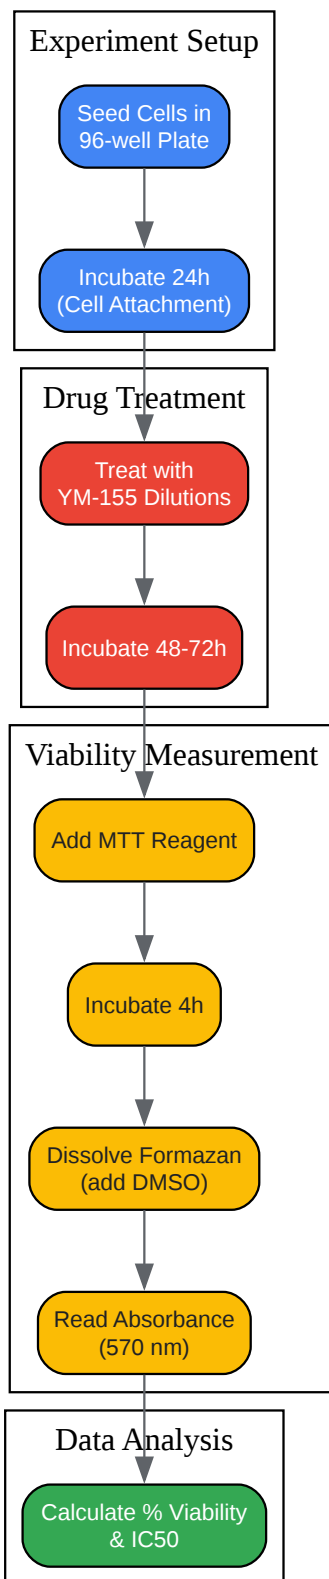 Experiment Setup
Seed Cells in
96-well Plate
Incubate 24h
(Cell Attachment)
Drug Treatment
Treat with
YM-155 Dilutions
Incubate 48-72h
Viability Measurement
Add MTT Reagent
Incubate 4h
Dissolve Formazan
(add DMSO)
Read Absorbance
(570 nm)
Data Analysis
Calculate % Viability
& IC50